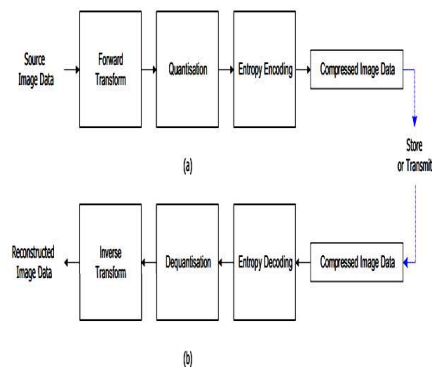 Source
Image Data
Forward
Transform
Quantisation
Entropy Encoding
Compressed Image Data
(a)
Store
or Transmit
Reconstructed
Image Data
Inverse
Transform
Dequantisation
Entropy Decoding
Compressed Image Data
(b)